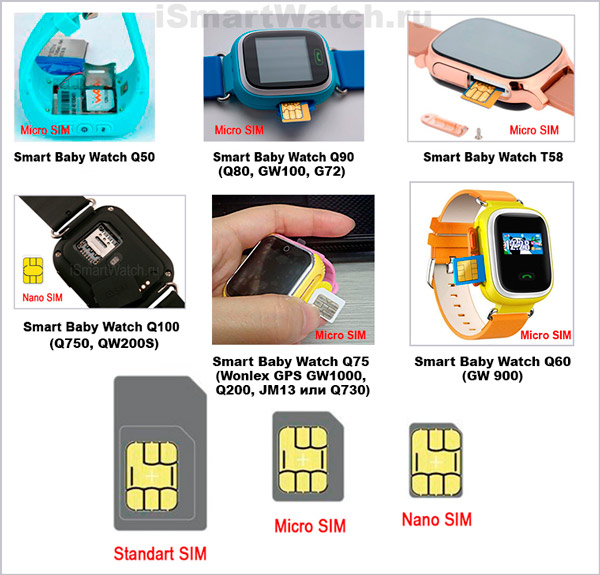 iSmartWatch.ru
Micro SIM
Micro SIM
Micro SIM
Smart Baby Watch Q50
Smart Baby Watch Q90
(Q80, GW100, G72)
Smart Baby Watch T58
iSmartWatch.ru
Nano SIM
Micro SIM
Micro SIM
Smart Baby Watch Q100
(Q750, QW200S)
Smart Baby Watch Q75
(Wonlex GPS GW1000,
Q200, JM13 или Q730)
Smart Baby Watch Q60
(GW 900)
Standart SIM
Micro SIM
Nano SIM